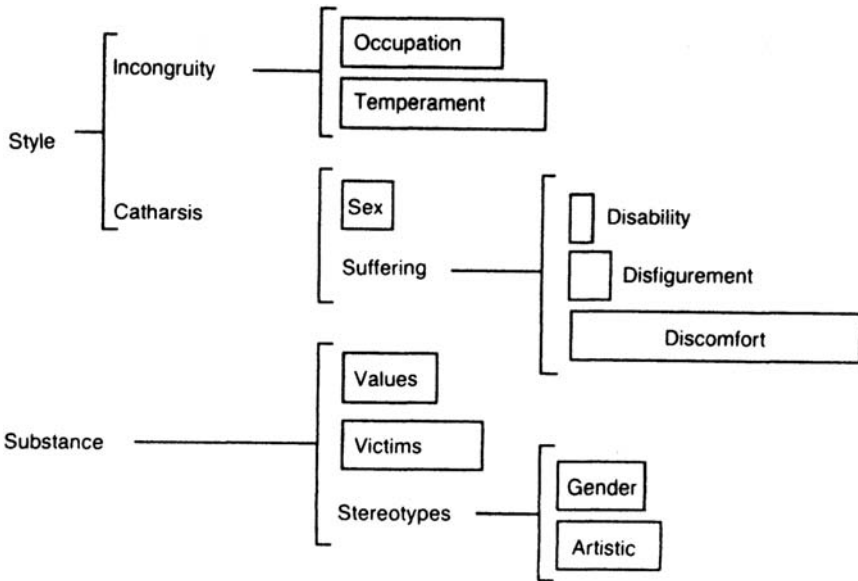 Style
Incongruity
Occupation
Temperament
Catharsis
Sex
Suffering
Disability
Disfigurement
Discomfort
Substance
Values
Victims
Stereotypes
Gender
Artistic